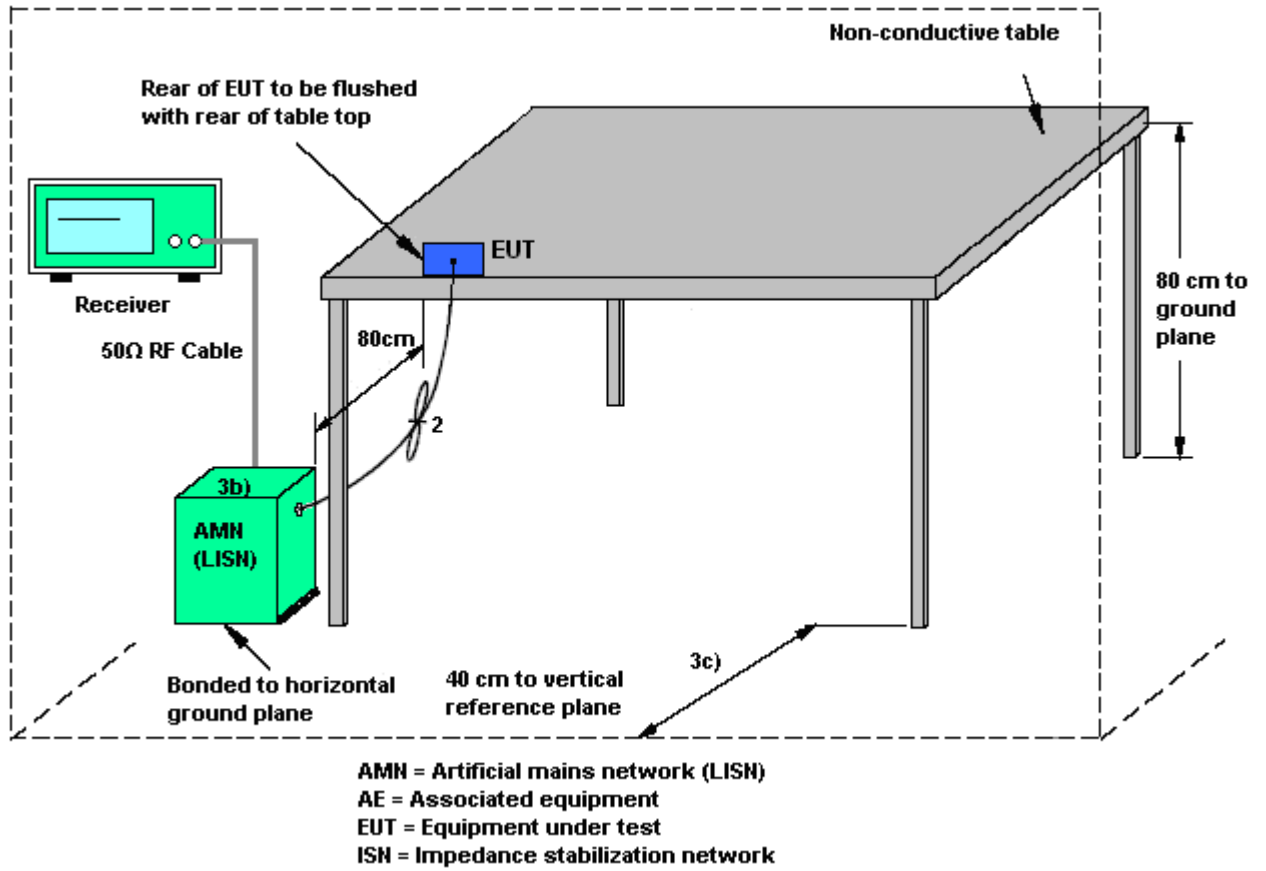 Non-conductive table
Rear of EUT to be flushed
with rear of table top
EUT
Receiver
80 cm to
ground
plane
80cm
50Ω RF Cable
2
3b)
AMN
(LISN)
3c)
Bonded to horizontal
ground plane
40 cm to vertical
reference plane
AMN = Artificial mains network (LISN)
AE = Associated equipment
EUT = Equipment under test
ISN = Impedance stabilization network